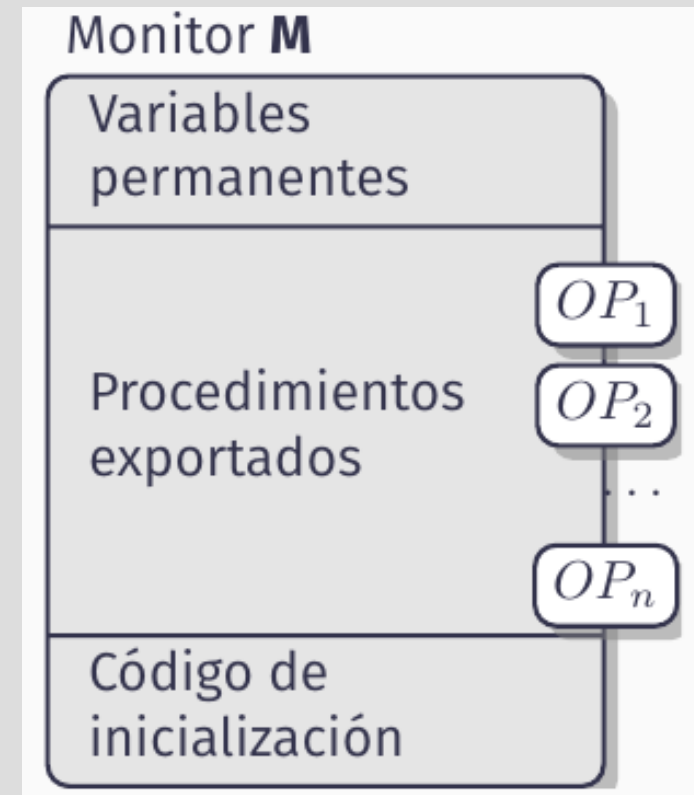 Monitor M
Variables
permanentes
OP₁
Procedimientos
exportados
OP₂
...
OPₙ
Código de
inicialización